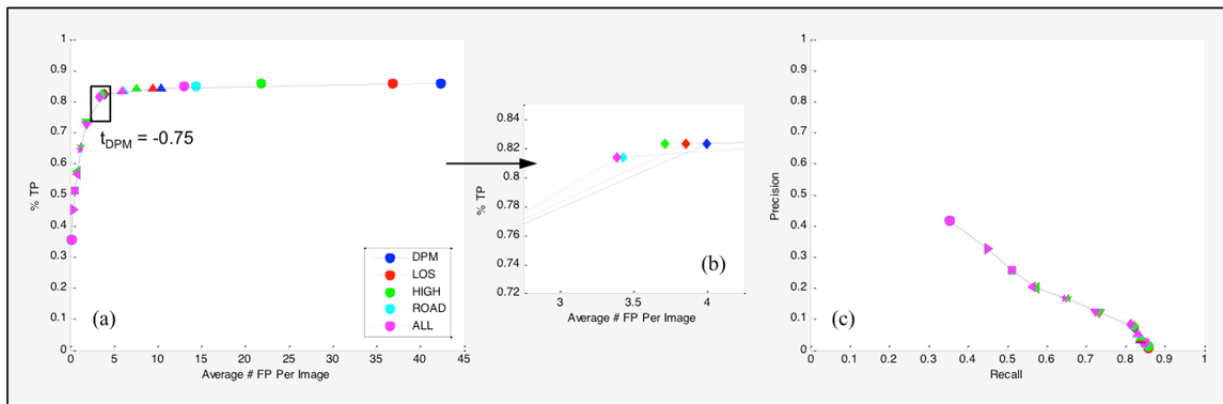 1
0.9
0.8
0.7
0.6
0.5
0.4
0.3
0.2
0.1
0
% TP
t_DPM = -0.75
DPM
LOS
HIGH
ROAD
ALL
(a)
0 5 10 15 20 25 30 35 40 45
Average # FP Per Image
0.84
0.82
0.8
0.78
0.76
0.74
0.72
% TP
(b)
3 3.5 4
Average # FP Per Image
1
0.9
0.8
0.7
0.6
0.5
0.4
0.3
0.2
0.1
0
Precision
(c)
0 0.1 0.2 0.3 0.4 0.5 0.6 0.7 0.8 0.9 1
Recall